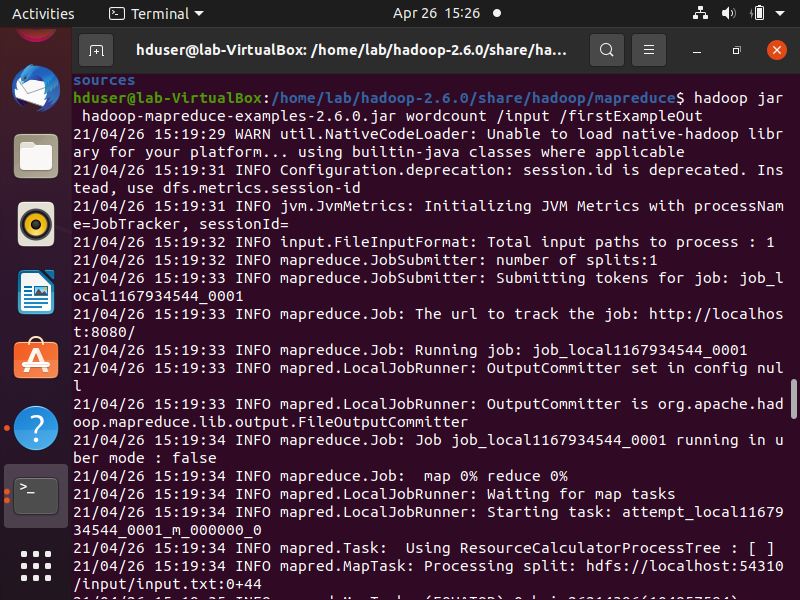 Activities
Terminal
Apr 26 15:26
hduser@lab-VirtualBox: /home/lab/hadoop-2.6.0/share/ha...
sources
hduser@lab-VirtualBox:/home/lab/hadoop-2.6.0/share/hadoop/mapreduce$ hadoop jar
hadoop-mapreduce-examples-2.6.0.jar wordcount /input /firstExampleOut
21/04/26 15:19:29 WARN util.NativeCodeLoader: Unable to load native-hadoop libr
ary for your platform... using builtin-java classes where applicable
21/04/26 15:19:31 INFO Configuration.deprecation: session.id is deprecated. Ins
tead, use dfs.metrics.session-id
21/04/26 15:19:31 INFO jvm.JvmMetrics: Initializing JVM Metrics with processNam
e=JobTracker, sessionId=
21/04/26 15:19:32 INFO input.FileInputFormat: Total input paths to process : 1
21/04/26 15:19:32 INFO mapreduce.JobSubmitter: number of splits:1
21/04/26 15:19:33 INFO mapreduce.JobSubmitter: Submitting tokens for job: job_l
ocal1167934544_0001
21/04/26 15:19:33 INFO mapreduce.Job: The url to track the job: http://localhos
t:8080/
21/04/26 15:19:33 INFO mapreduce.Job: Running job: job_local1167934544_0001
21/04/26 15:19:33 INFO mapred.LocalJobRunner: OutputCommitter set in config nul
l
21/04/26 15:19:33 INFO mapred.LocalJobRunner: OutputCommitter is org.apache.had
oop.mapreduce.lib.output.FileOutputCommitter
21/04/26 15:19:34 INFO mapreduce.Job: Job job_local1167934544_0001 running in u
ber mode : false
21/04/26 15:19:34 INFO mapreduce.Job:  map 0% reduce 0%
21/04/26 15:19:34 INFO mapred.LocalJobRunner: Waiting for map tasks
21/04/26 15:19:34 INFO mapred.LocalJobRunner: Starting task: attempt_local11679
34544_0001_m_000000_0
21/04/26 15:19:34 INFO mapred.Task:  Using ResourceCalculatorProcessTree : [ ]
21/04/26 15:19:34 INFO mapred.MapTask: Processing split: hdfs://localhost:54310
/input/input.txt:0+44